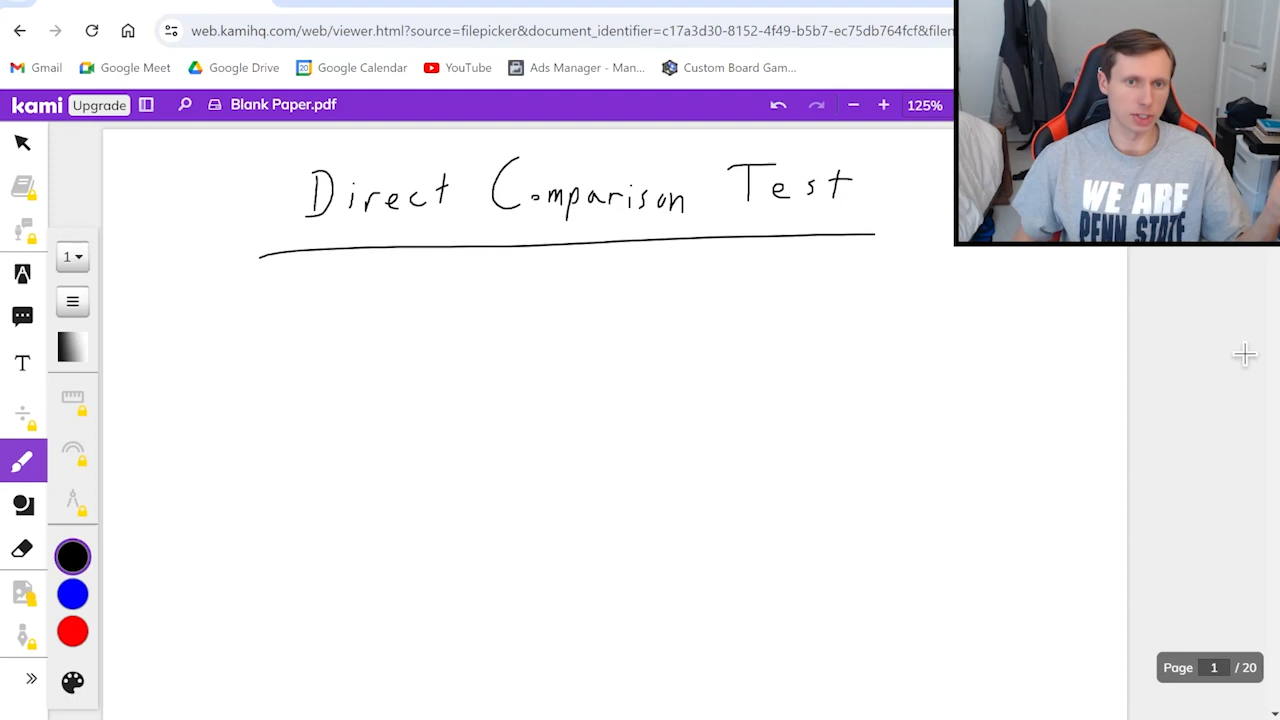 web.kamihq.com/web/viewer.html?source=filepicker&document_identifier=c17a3d30-8152-4f49-b5b7-ec75db764fcf&filen
Gmail
Google Meet
Google Drive
Google Calendar
YouTube
Ads Manager - Man...
Custom Board Gam...
kami
Upgrade
Blank Paper.pdf
125%
WE ARE
PENN STATE
Direct Comparison Test
1
T
Page 1 / 20